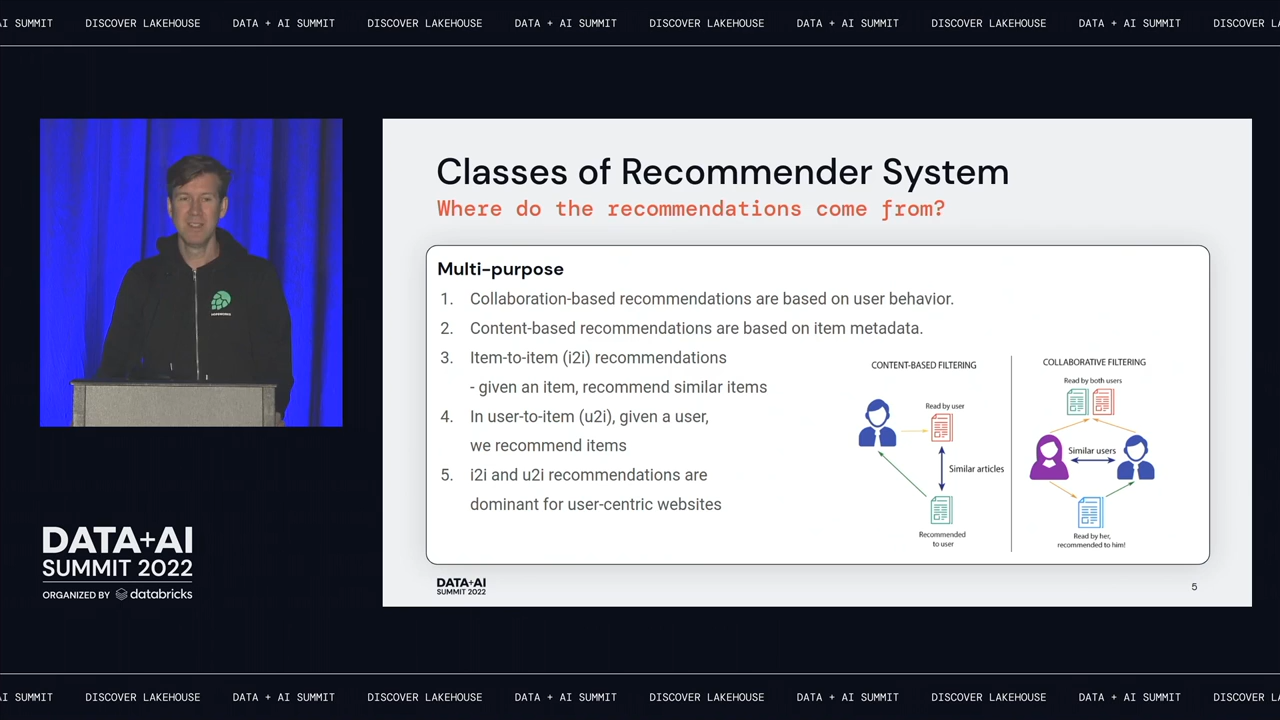 AI SUMMIT DISCOVER LAKEHOUSE DATA + AI SUMMIT DISCOVER LAKEHOUSE DATA + AI SUMMIT DISCOVER LAKEHOUSE DATA + AI SUMMIT DISCOVER LAKEHOUSE DATA + AI SUMMIT DISCOVER
Classes of Recommender System
Where do the recommendations come from?
Multi-purpose
1. Collaboration-based recommendations are based on user behavior.
2. Content-based recommendations are based on item metadata.
3. Item-to-item (i2i) recommendations
- given an item, recommend similar items
4. In user-to-item (u2i), given a user,
we recommend items
5. i2i and u2i recommendations are
dominant for user-centric websites
CONTENT-BASED FILTERING
Read by user
Similar articles
Recommended
to user
COLLABORATIVE FILTERING
Read by both users
Similar users
Read by her,
recommended to him!
DATA+AI
SUMMIT 2022
5
DATA+AI
SUMMIT 2022
ORGANIZED BY databricks
AI SUMMIT DISCOVER LAKEHOUSE DATA + AI SUMMIT DISCOVER LAKEHOUSE DATA + AI SUMMIT DISCOVER LAKEHOUSE DATA + AI SUMMIT DISCOVER LAKEHOUSE DATA + AI SUMMIT DISCOVER